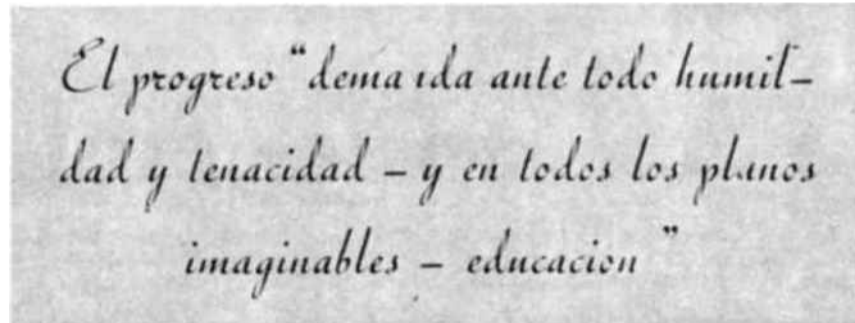 El progreso “demanda ante todo humil-
dad y tenacidad - y en todos los planos
imaginables - educacion”